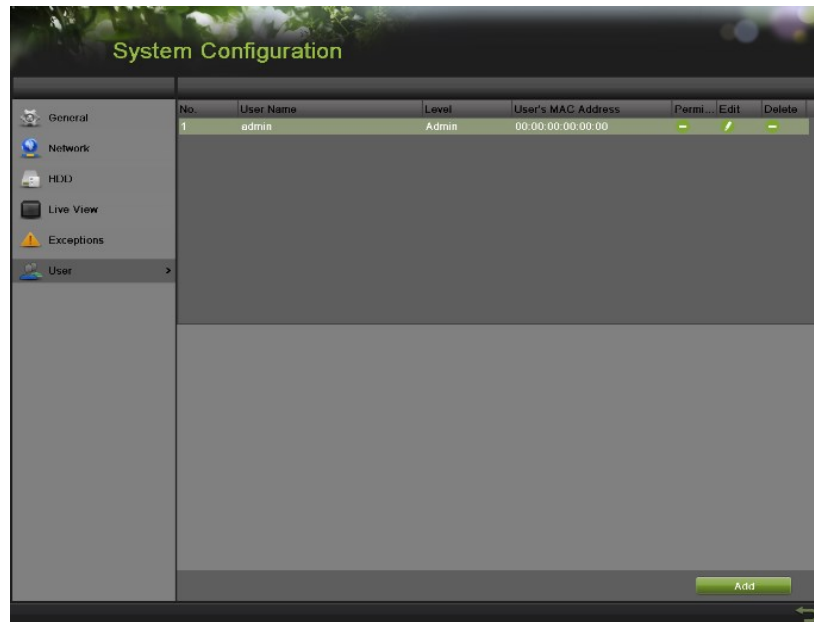 System Configuration
No. User Name Level User's MAC Address Permi... Edit Delete
1 admin Admin 00:00:00:00:00:00
General
Network
HDD
Live View
Exceptions
User >
Add